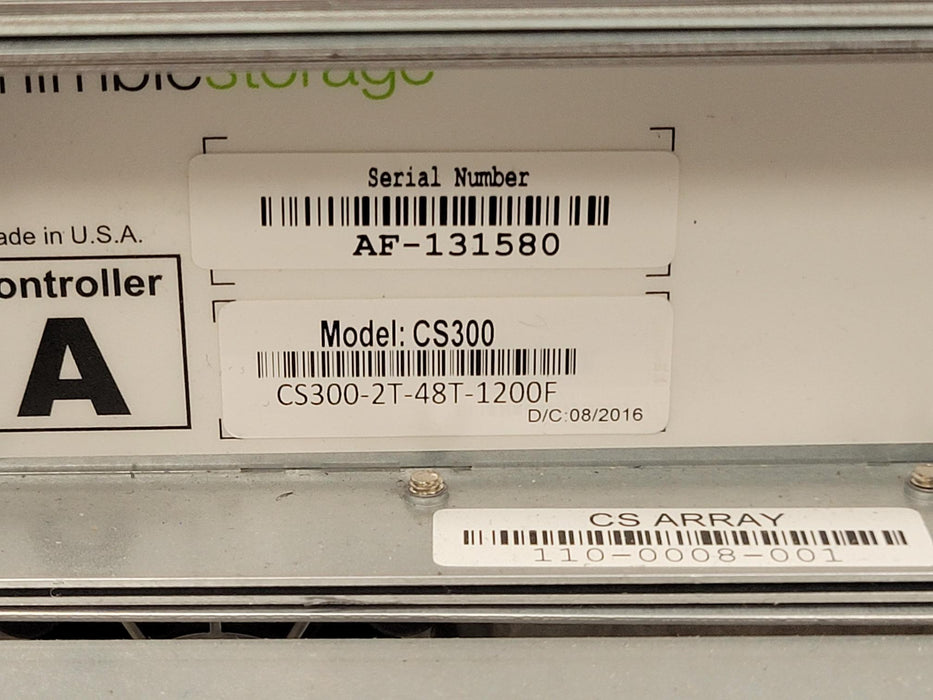 nimblestorage
Serial Number
AF-131580
ade in U.S.A.
ontroller
A
Model: CS300
CS300-2T-48T-1200F
D/C:08/2016
CS ARRAY
110-0008-001